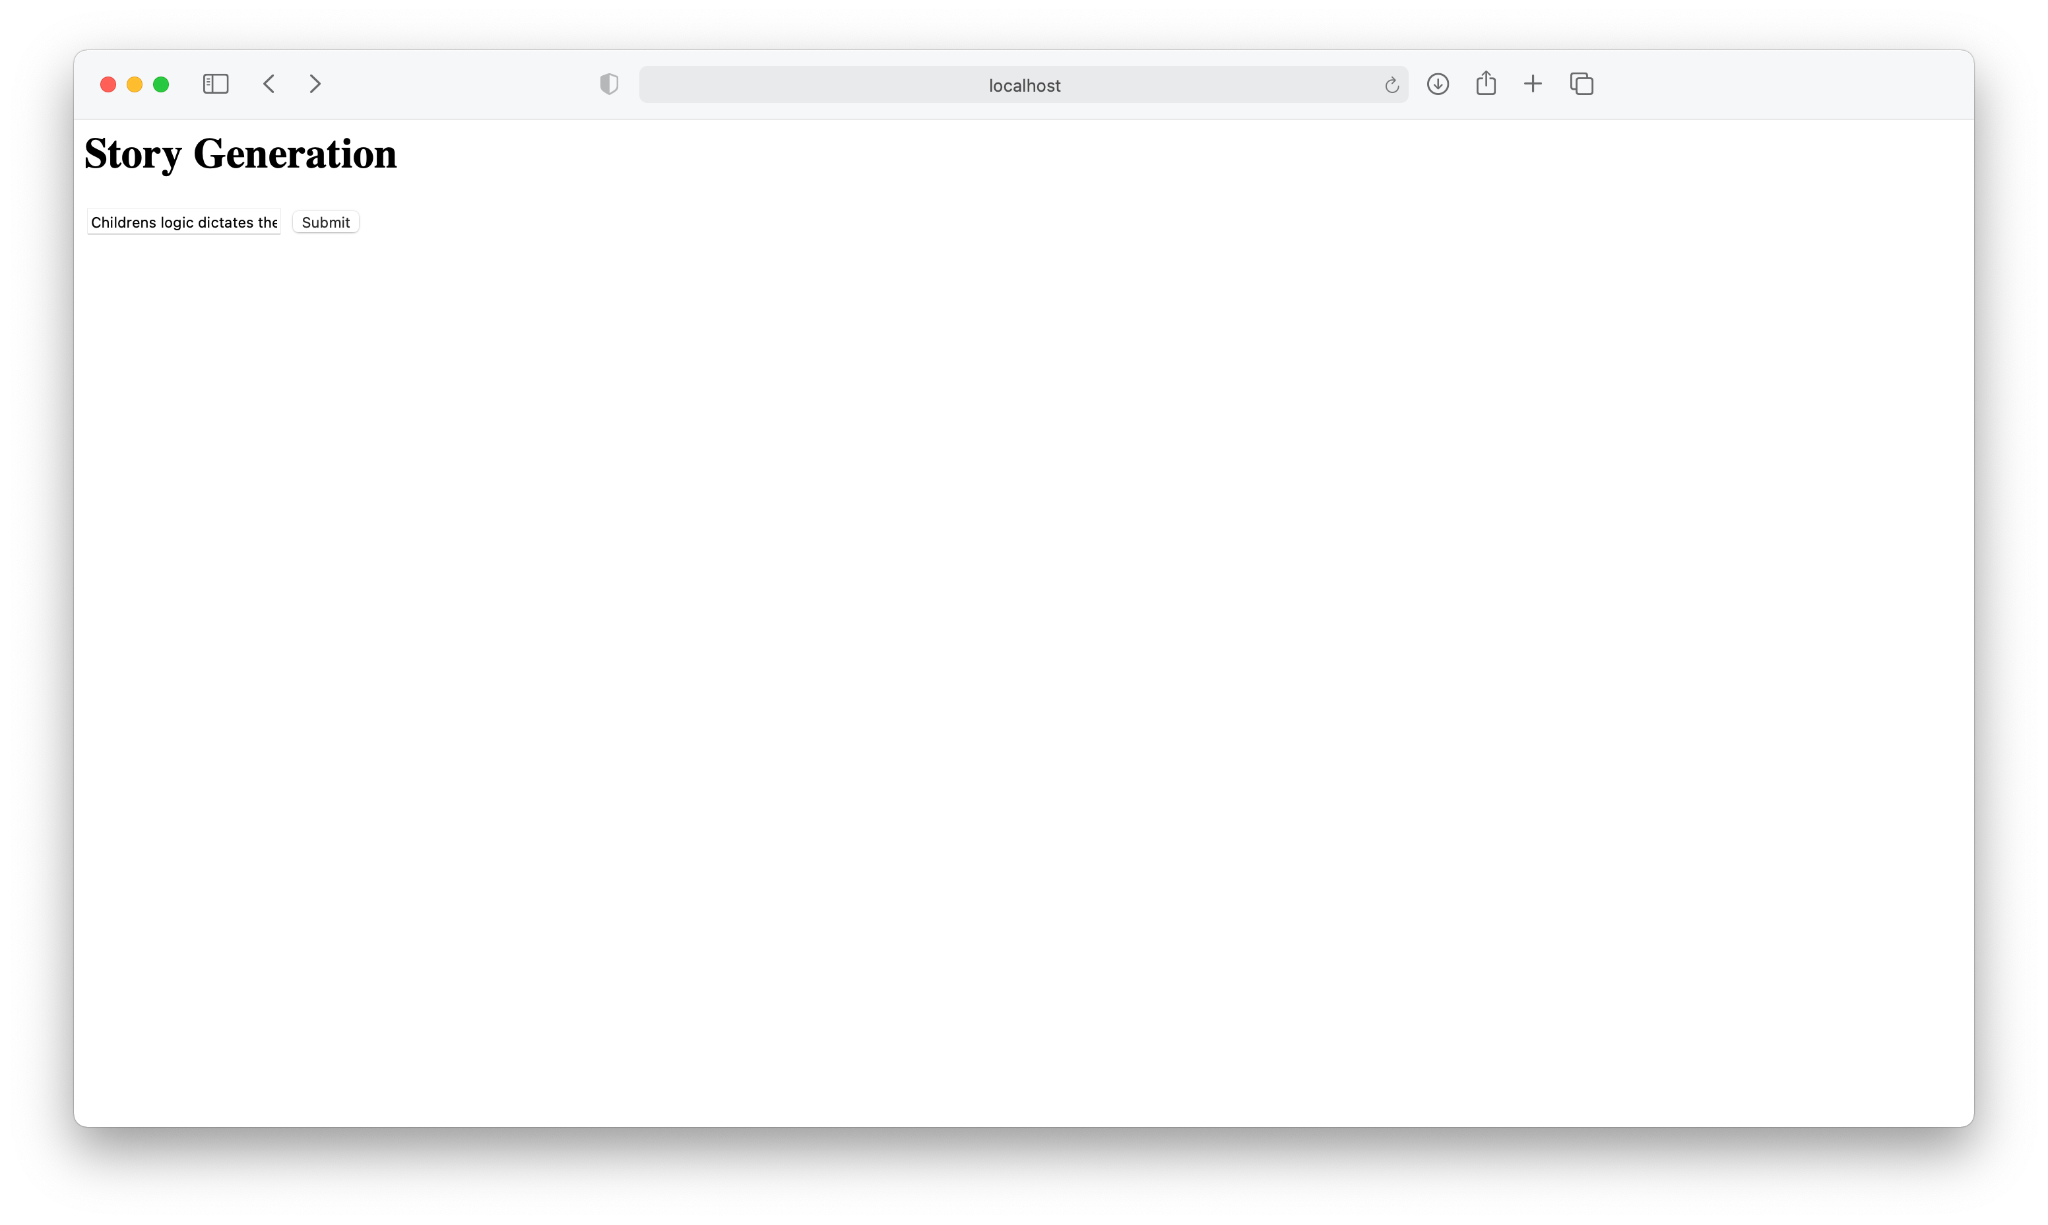 localhost
Story Generation
Childrens logic dictates the
Submit